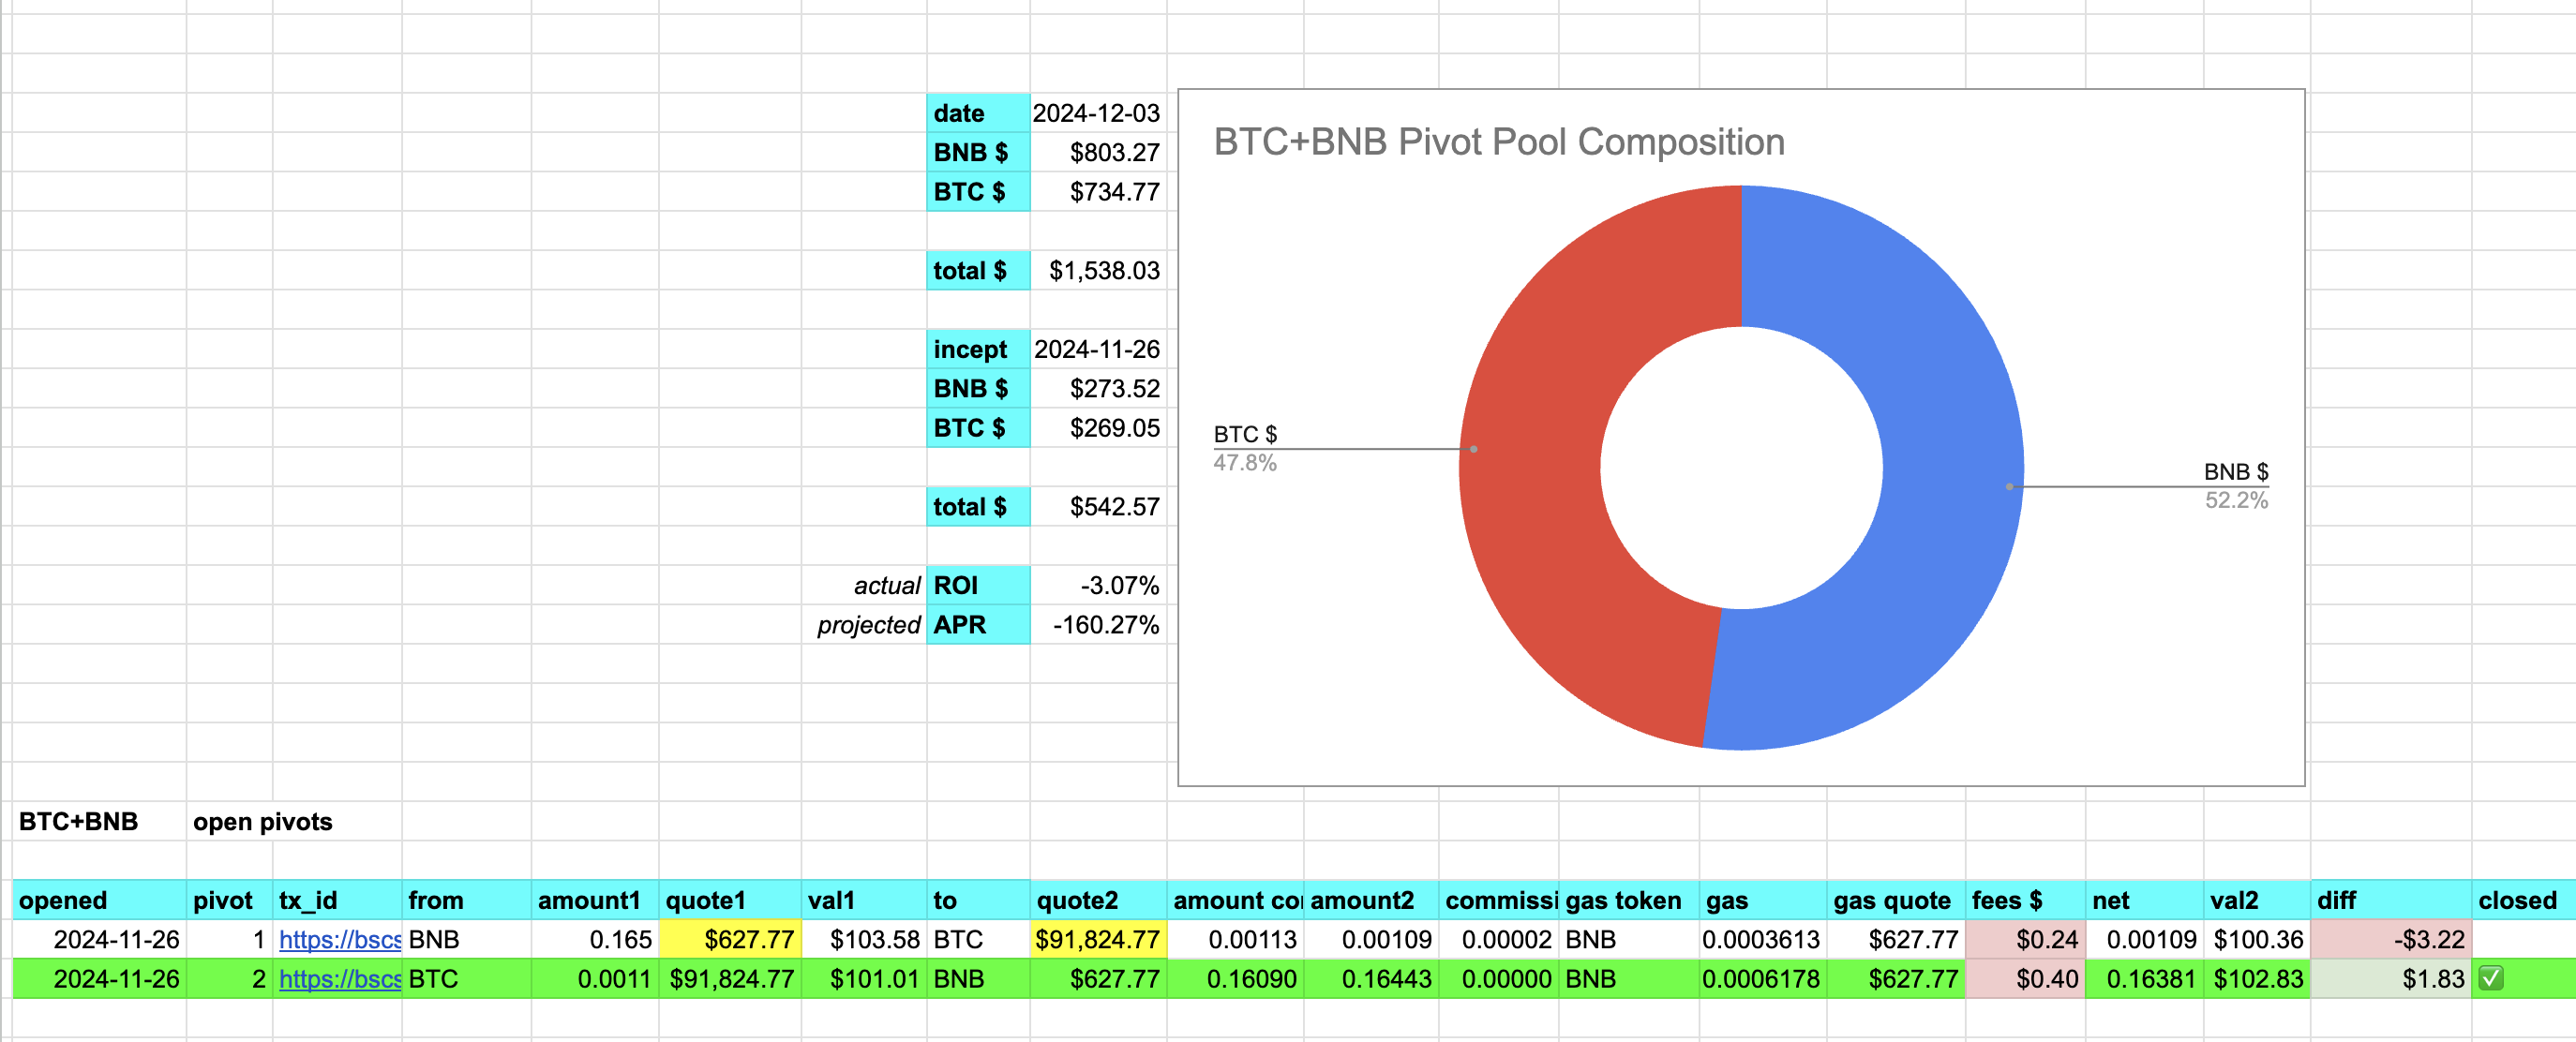 date 2024-12-03
BNB $ $803.27
BTC $ $734.77
total $ $1,538.03
incept 2024-11-26
BNB $ $273.52
BTC $ $269.05
total $ $542.57
actual ROI -3.07%
projected APR -160.27%
BTC+BNB Pivot Pool Composition
BTC $
47.8%
BNB $
52.2%
BTC+BNB open pivots
opened pivot tx_id from amount1 quote1 val1 to quote2 amount cor amount2 commissi gas token gas gas quote fees $ net val2 diff closed
2024-11-26 1 https://bscs BNB 0.165 $627.77 $103.58 BTC $91,824.77 0.00113 0.00109 0.00002 BNB 0.0003613 $627.77 $0.24 0.00109 $100.36 -$3.22
2024-11-26 2 https://bscs BTC 0.0011 $91,824.77 $101.01 BNB $627.77 0.16090 0.16443 0.00000 BNB 0.0006178 $627.77 $0.40 0.16381 $102.83 $1.83 ✅